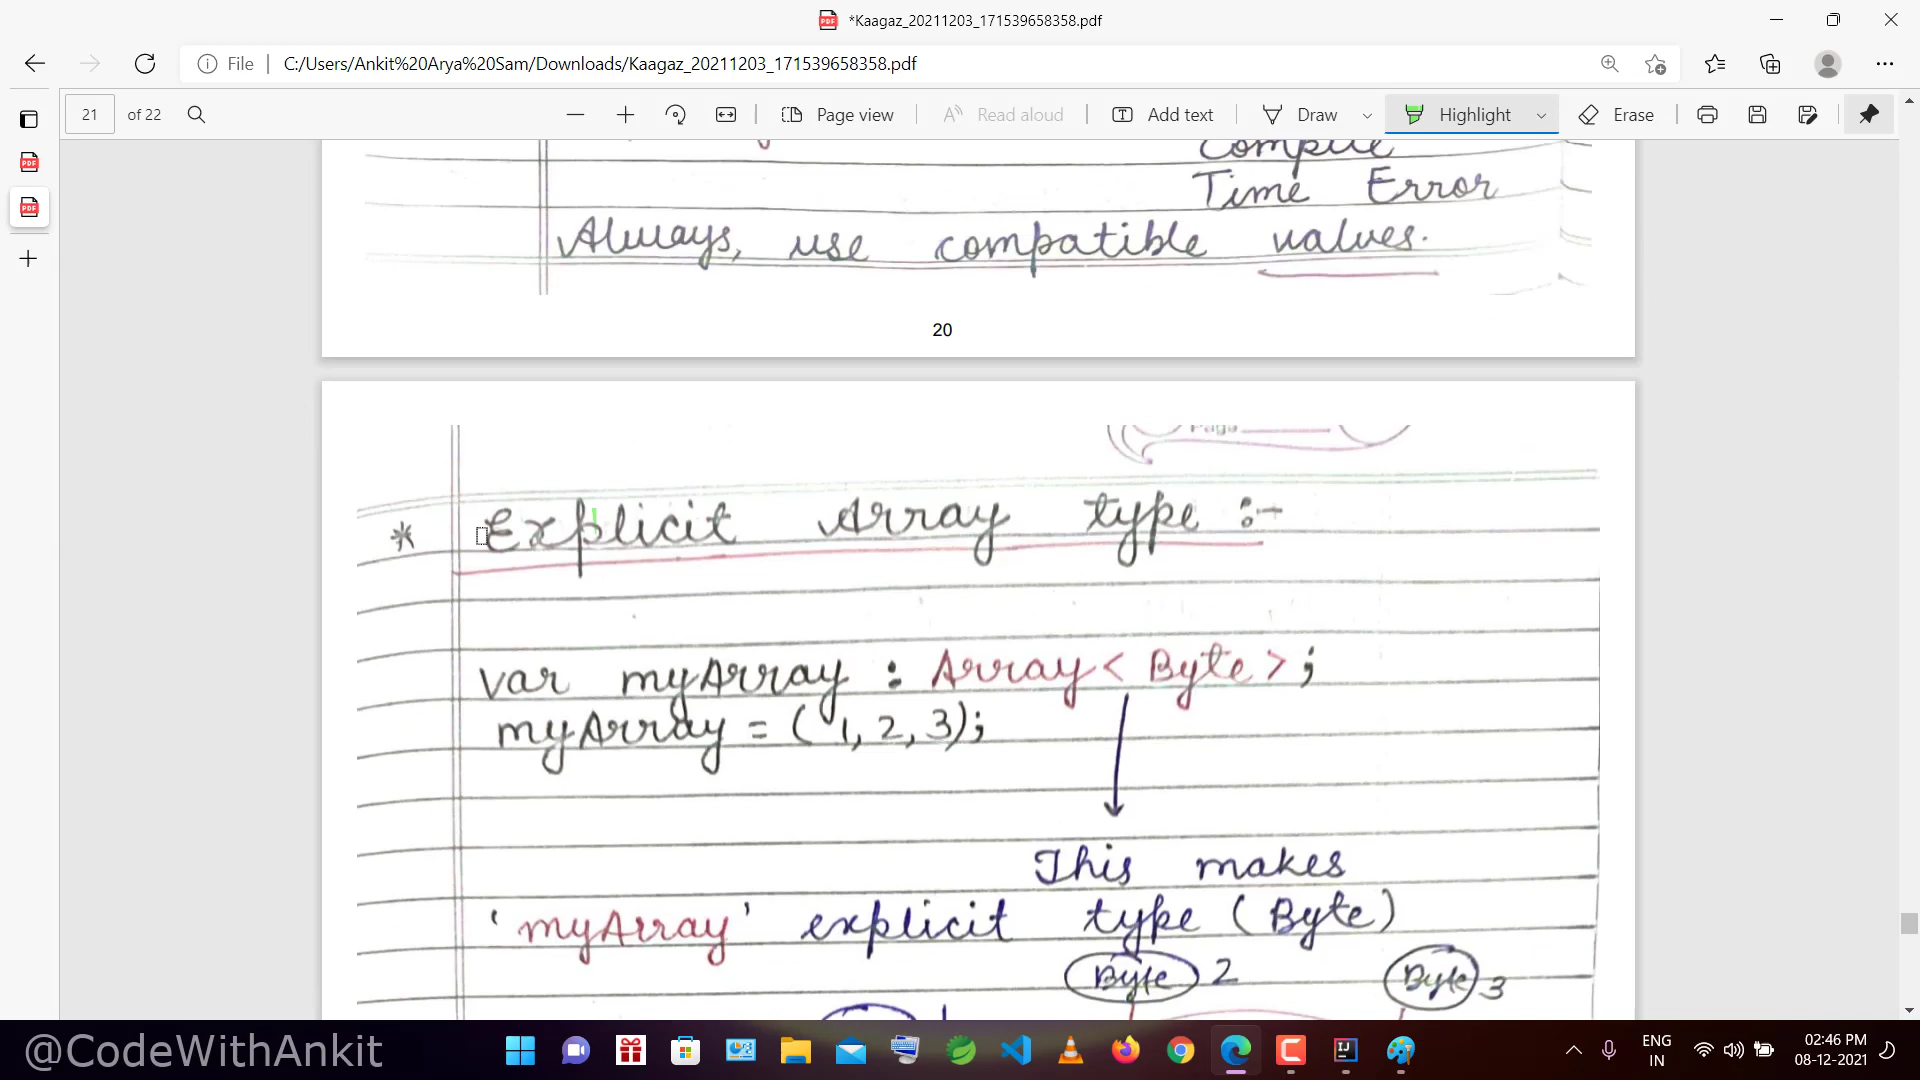 *Kaagaz_20211203_171539658358.pdf
File
C:/Users/Ankit%20Arya%20Sam/Downloads/Kaagaz_20211203_171539658358.pdf
21 of 22
Page view
Read aloud
Add text
Draw
Highlight
Erase
Time Error
Always, use compatible values.
20
* Explicit Array type :-
var myArray : Array< Byte>;
myArray = ( 1, 2, 3);
This makes
'myArray' explicit type (Byte)
Byte 2 Byte 3
@CodeWithAnkit
ENG
IN
02:46 PM
08-12-2021